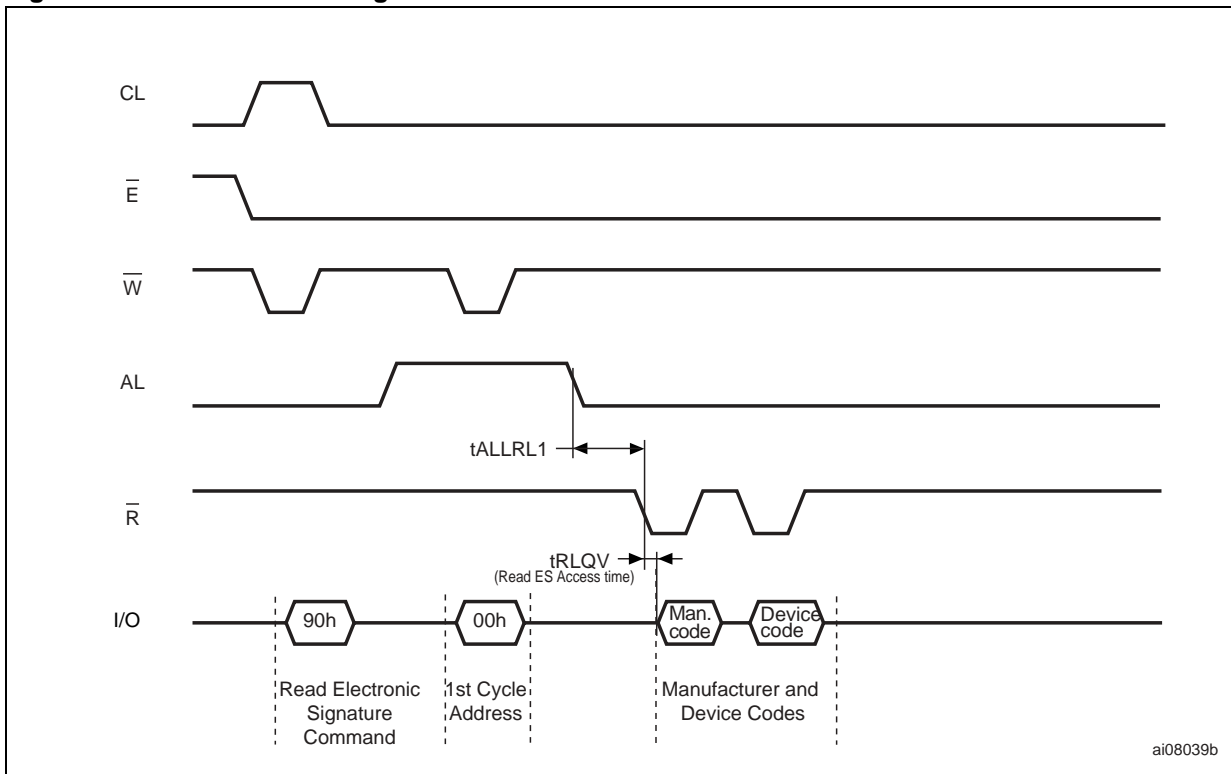 CL
E
W
AL
tALLRL1
R
tRLQV
(Read ES Access time)
I/O
90h
00h
Man.
code
Device
code
Read Electronic
Signature
Command
1st Cycle
Address
Manufacturer and
Device Codes
ai08039b